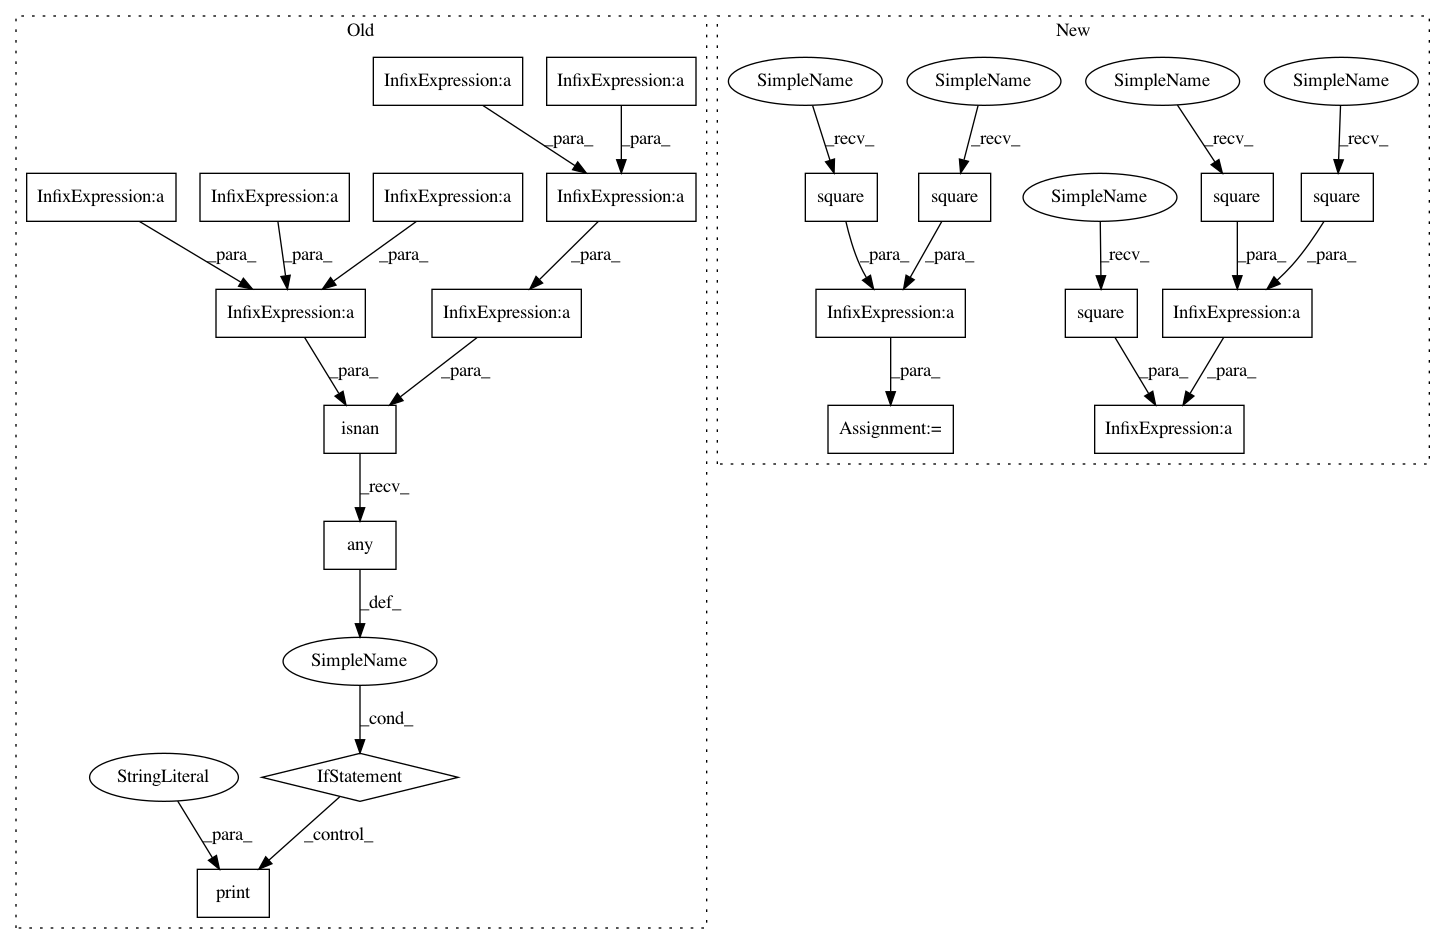 Old
New
InfixExpression:a
InfixExpression:a
SimpleName
SimpleName
SimpleName
SimpleName
_para_
_para_
_recv_
_recv_
_recv_
_recv_
InfixExpression:a
InfixExpression:a
InfixExpression:a
InfixExpression:a
square
square
SimpleName
square
square
_para_
_para_
_para_
_para_
_para_
_para_
_recv_
_para_
_para_
InfixExpression:a
InfixExpression:a
InfixExpression:a
square
InfixExpression:a
_para_
_para_
_para_
_para_
_para_
isnan
Assignment:=
InfixExpression:a
_recv_
any
_def_
SimpleName
_cond_
StringLiteral
IfStatement
_para_
_control_
print